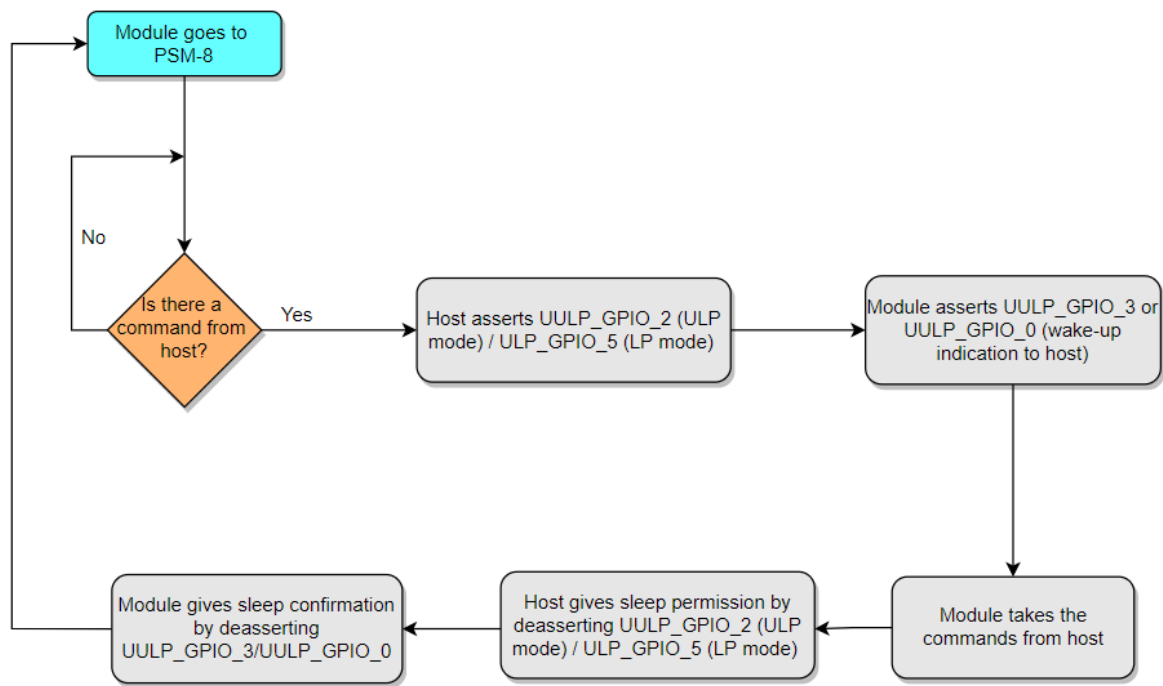 Module goes to
PSM-8
No
Is there a
command from
host?
Yes
Host asserts UULP_GPIO_2 (ULP
mode) / ULP_GPIO_5 (LP mode)
Module asserts UULP_GPIO_3 or
UULP_GPIO_0 (wake-up
indication to host)
Module takes the
commands from host
Host gives sleep permission by
deasserting UULP_GPIO_2 (ULP
mode) / ULP_GPIO_5 (LP mode)
Module gives sleep confirmation
by deasserting
UULP_GPIO_3/UULP_GPIO_0